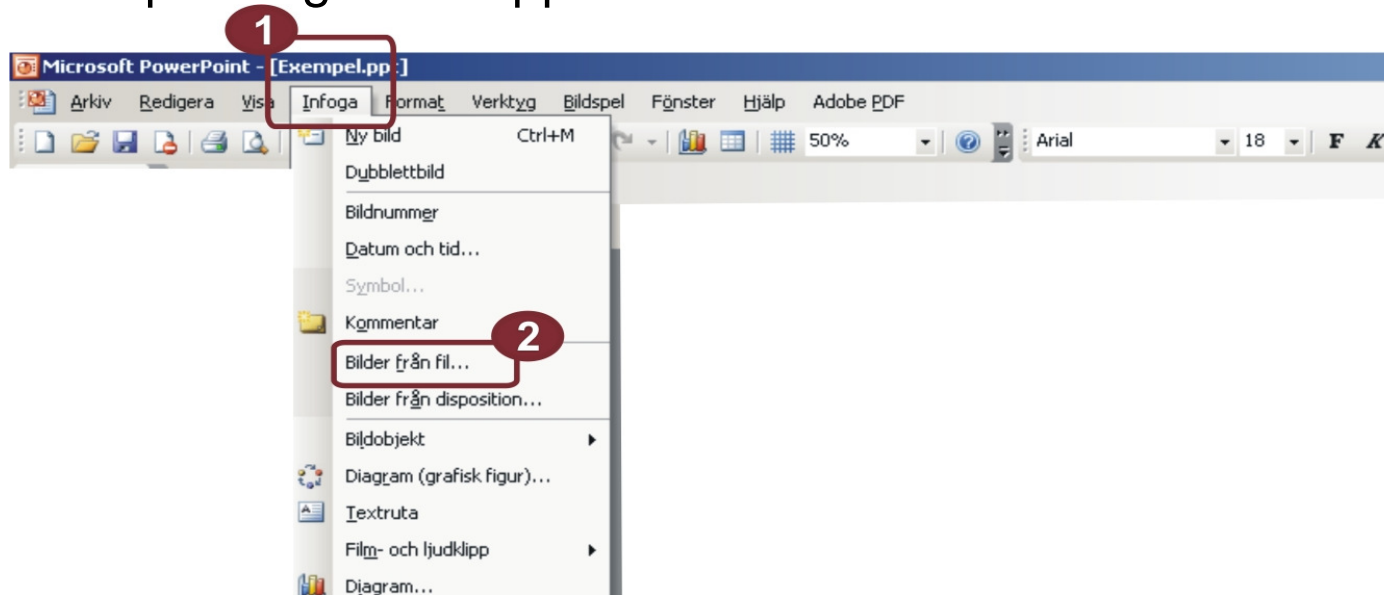 1
Microsoft PowerPoint - [Exempel.ppt]
Arkiv Redigera Visa Infoga Format Verktyg Bildspel Fönster Hjälp Adobe PDF
50% Arial 18 F K
Ny bild Ctrl+M
Dubblettbild
Bildnummer
Datum och tid...
Symbol...
Kommentar
2
Bilder från fil...
Bilder från disposition...
Bildobjekt
Diagram (grafisk figur)...
Textruta
Film- och ljudklipp
Diagram...